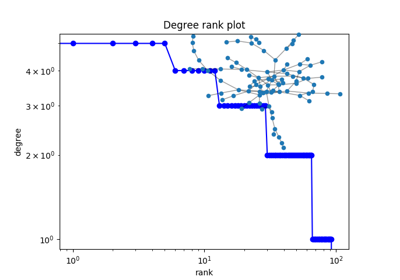 Degree rank plot
degree
4 × 10⁰
3 × 10⁰
2 × 10⁰
10⁰
10⁰
10¹
10²
rank